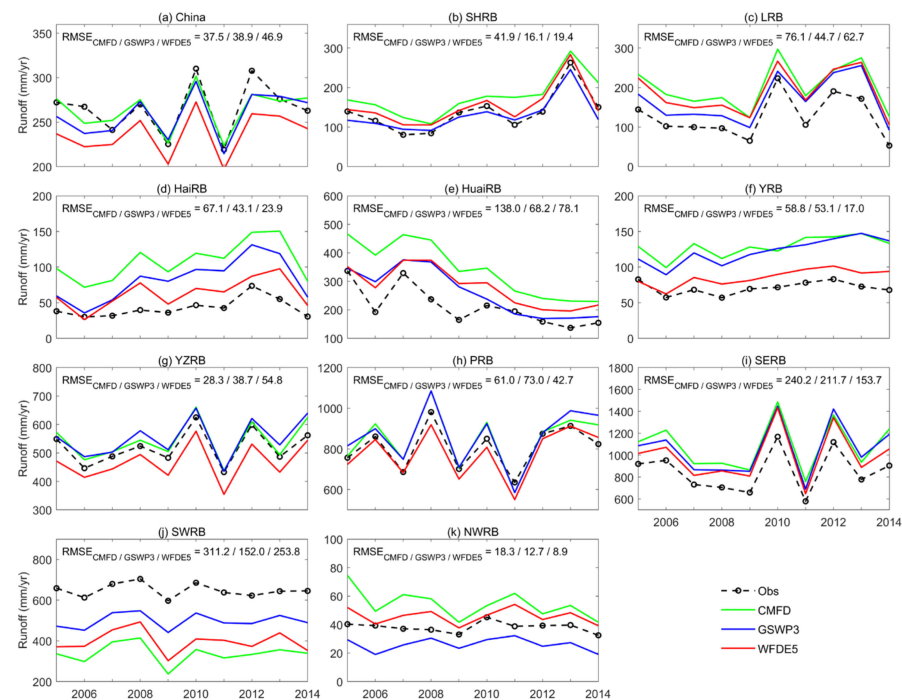 (a) China
(b) SHRB
(c) LRB
360
RMSE CMFD / GSWP3 / WFDE5 = 37.5 / 38.9 / 46.9
RMSE CMFD / GSWP3 / WFDE5 = 41.9 / 16.1 / 19.4
RMSE CMFD / GSWP3 / WFDE5 = 76.1 / 44.7 / 62.7
300
300
300
Runoff (mm/yr)
250
200
200
100
100
200
0
0
(d) HaiRB
(e) HuaiRB
(f) YRB
200
600
200
RMSE CMFD / GSWP3 / WFDE5 = 67.1 / 43.1 / 23.9
RMSE CMFD / GSWP3 / WFDE5 = 138.0 / 68.2 / 78.1
RMSE CMFD / GSWP3 / WFDE5 = 58.8 / 53.1 / 17.0
500
150
150
400
Runoff (mm/yr)
100
100
300
50
50
200
0
100
0
(g) YZRB
(h) PRB
(i) SERB
800
1200
1800
RMSE CMFD / GSWP3 / WFDE5 = 28.3 / 38.7 / 54.8
RMSE CMFD / GSWP3 / WFDE5 = 61.0 / 73.0 / 42.7
RMSE CMFD / GSWP3 / WFDE5 = 240.2 / 211.7 / 153.7
700
1600
1000
1400
600
Runoff (mm/yr)
1200
500
800
1000
400
800
600
600
300
2006 2008 2010 2012 2014
(j) SWRB
(k) NWRB
100
RMSE CMFD / GSWP3 / WFDE5 = 311.2 / 152.0 / 253.8
RMSE CMFD / GSWP3 / WFDE5 = 18.3 / 12.7 / 8.9
800
80
Obs
600
60
CMFD
Runoff (mm/yr)
40
GSWP3
400
20
WFDE5
200
0
2006 2008 2010 2012 2014
2006 2008 2010 2012 2014